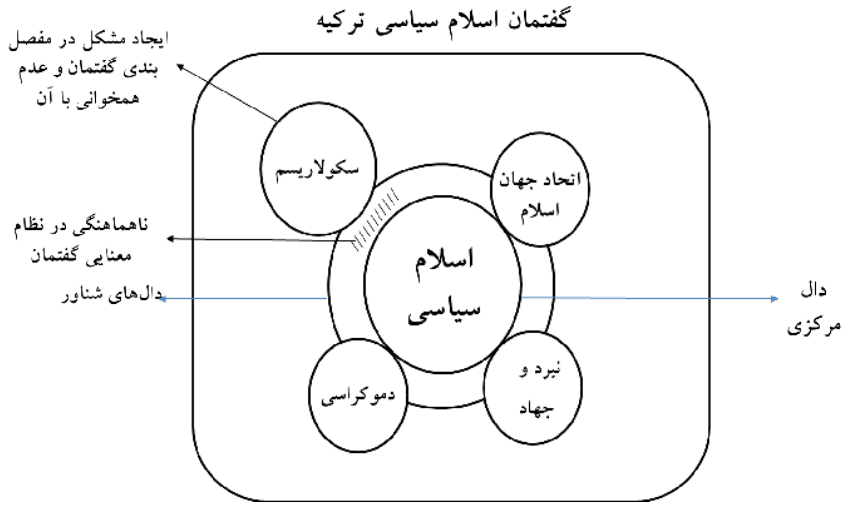 گفتمان اسلام سیاسی ترکیه
ایجاد مشکل در مفصل
بندی گفتمان و عدم
همخوانی با آن
سکولاریسم
اتحاد جهان
اسلام
ناهماهنگی در نظام
معنایی گفتمان
اسلام
سیاسی
دال‌های شناور
دال
مرکزی
دموکراسی
نبرد و
جهاد